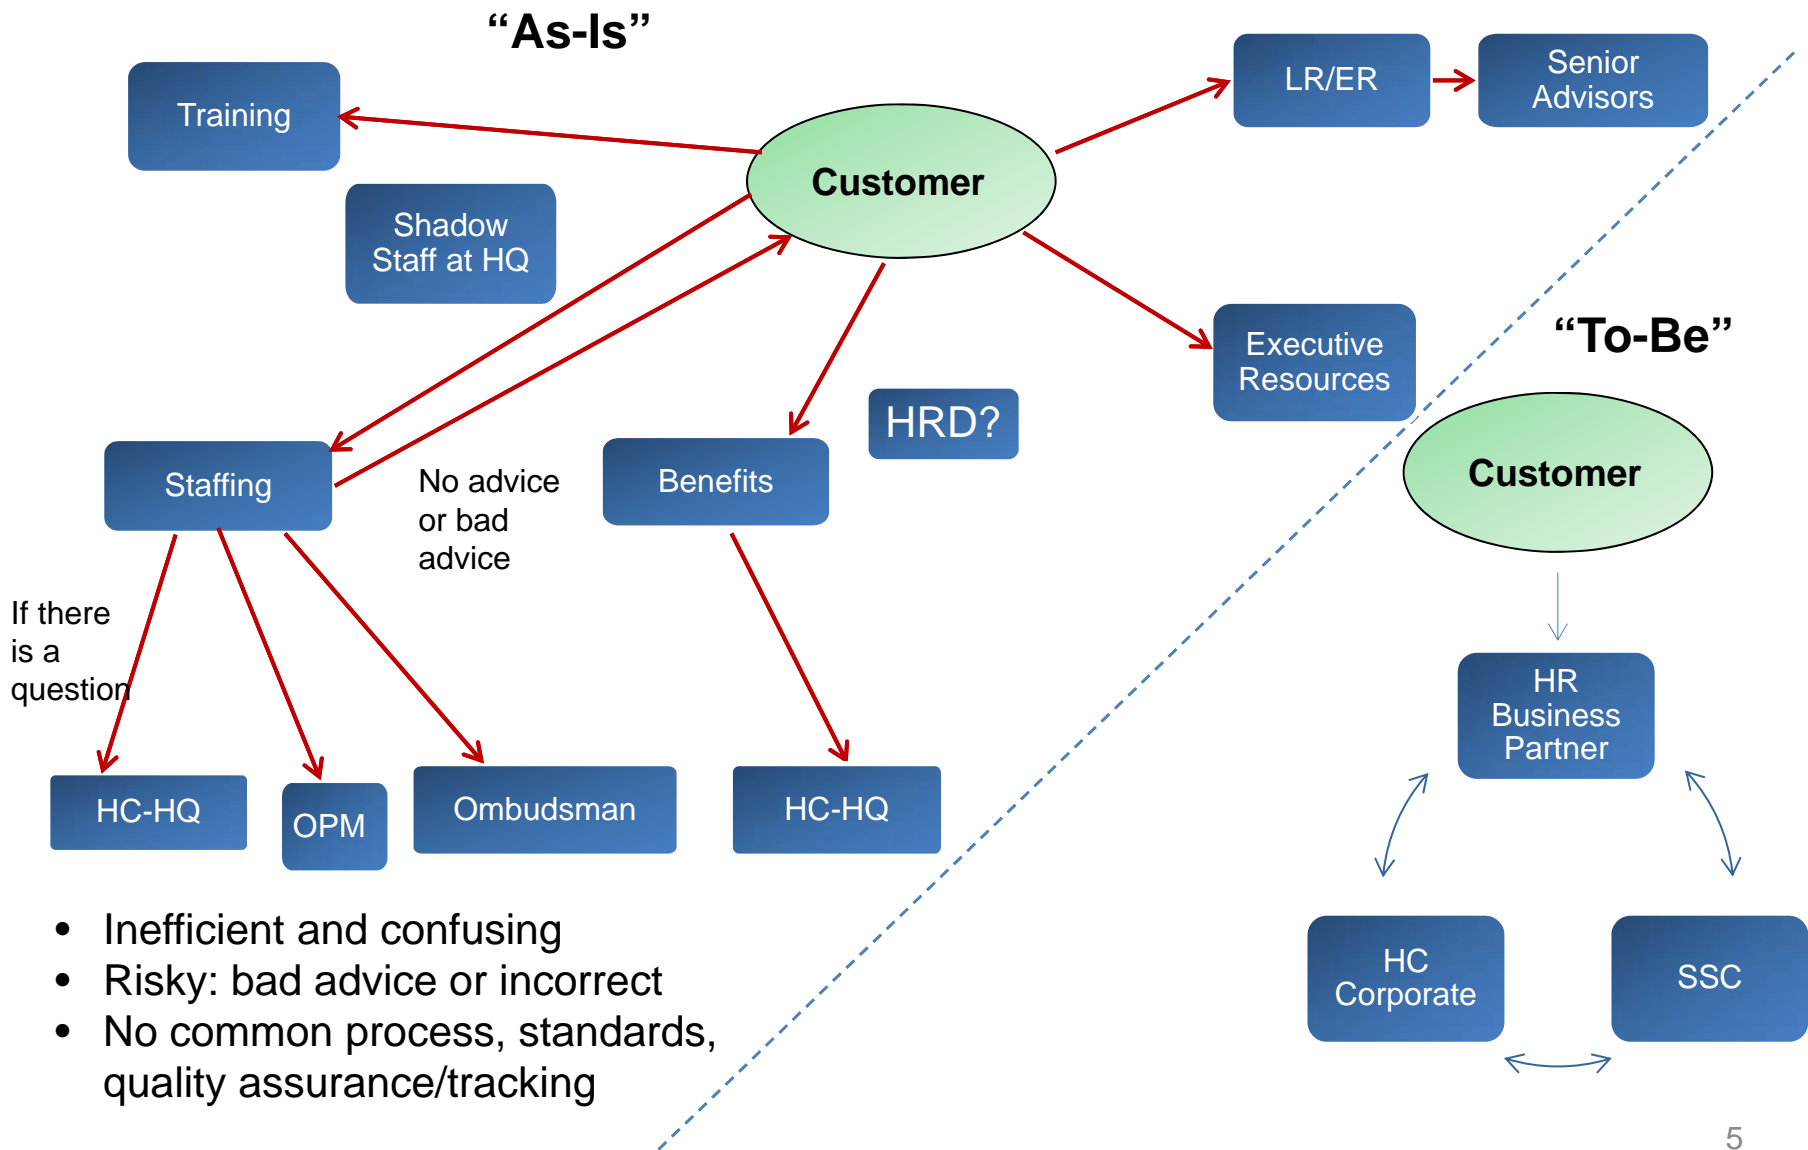 “As-Is”
Training
Customer
LR/ER
Senior
Advisors
Shadow
Staff at HQ
Executive
Resources
“To-Be”
HRD?
Customer
Staffing
No advice
or bad
advice
Benefits
If there
is a
question
HR
Business
Partner
HC-HQ
OPM
Ombudsman
HC-HQ
• Inefficient and confusing
• Risky: bad advice or incorrect
• No common process, standards,
quality assurance/tracking
HC
Corporate
SSC
5